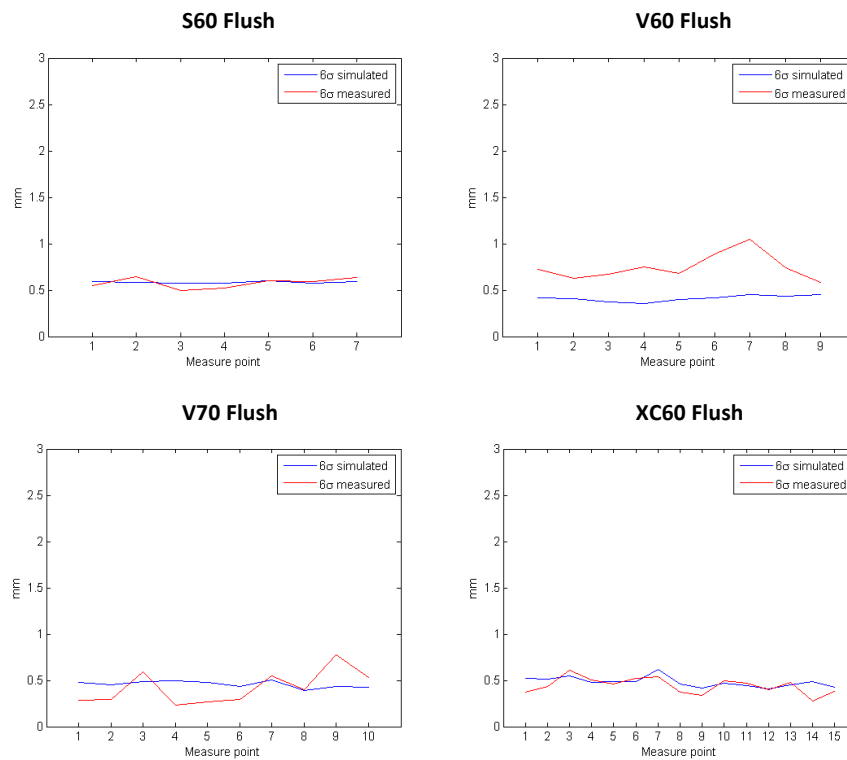 S60 Flush
3
2.5
2
1.5
1
0.5
0
mm
6σ simulated
6σ measured
1 2 3 4 5 6 7
Measure point
V60 Flush
3
2.5
2
1.5
1
0.5
0
mm
6σ simulated
6σ measured
1 2 3 4 5 6 7 8 9
Measure point
V70 Flush
3
2.5
2
1.5
1
0.5
0
mm
6σ simulated
6σ measured
1 2 3 4 5 6 7 8 9 10
Measure point
XC60 Flush
3
2.5
2
1.5
1
0.5
0
mm
6σ simulated
6σ measured
1 2 3 4 5 6 7 8 9 10 11 12 13 14 15
Measure point